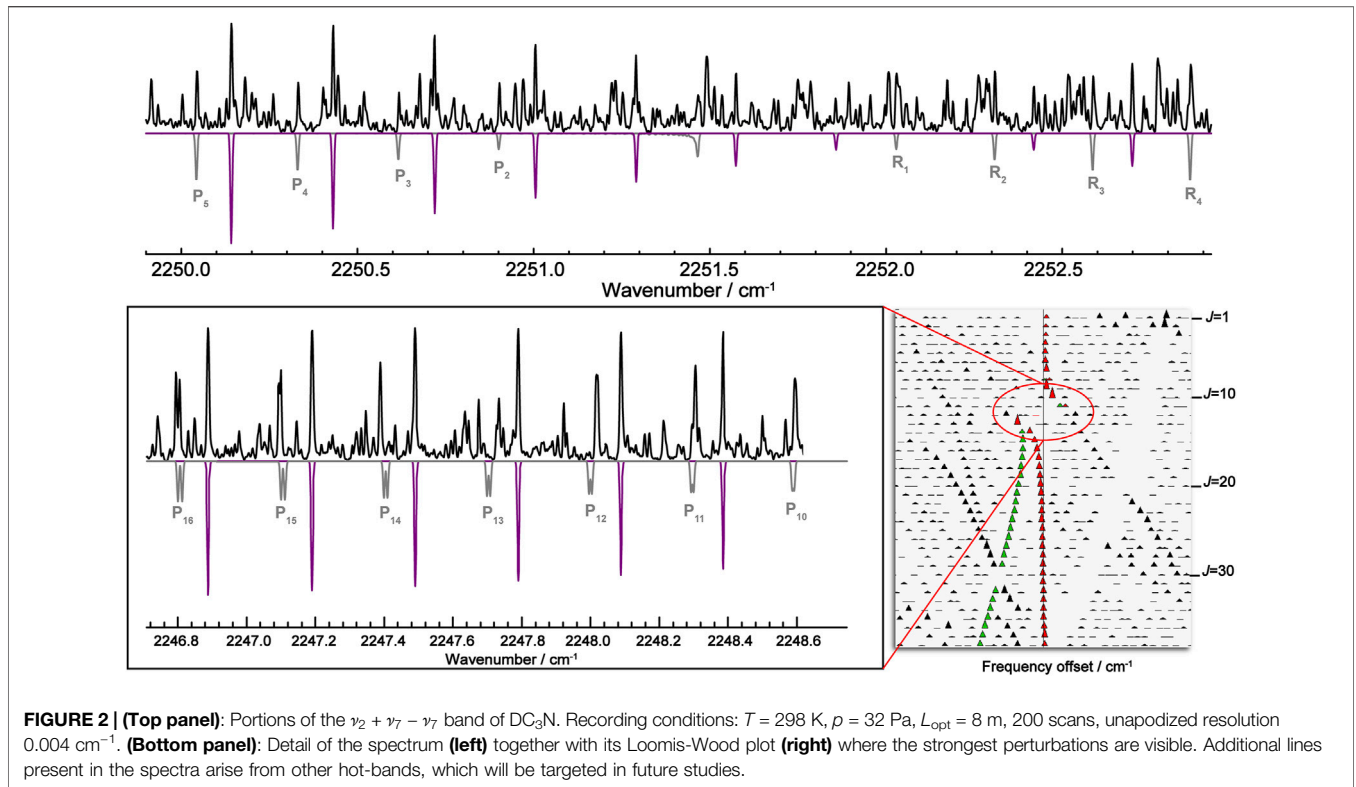 P5 P4 P3 P2 R1 R2 R3 R4
2250.0 2250.5 2251.0 2251.5 2252.0 2252.5
Wavenumber / cm-1
J=1
J=10
J=20
J=30
Frequency offset / cm-1
P16 P15 P14 P13 P12 P11 P10
2246.8 2247.0 2247.2 2247.4 2247.6 2247.8 2248.0 2248.2 2248.4 2248.6
Wavenumber / cm-1
FIGURE 2 | (Top panel): Portions of the ν2 + ν7 − ν7 band of DC3N. Recording conditions: T = 298 K, p = 32 Pa, Lopt = 8 m, 200 scans, unapodized resolution
0.004 cm−1. (Bottom panel): Detail of the spectrum (left) together with its Loomis-Wood plot (right) where the strongest perturbations are visible. Additional lines
present in the spectra arise from other hot-bands, which will be targeted in future studies.